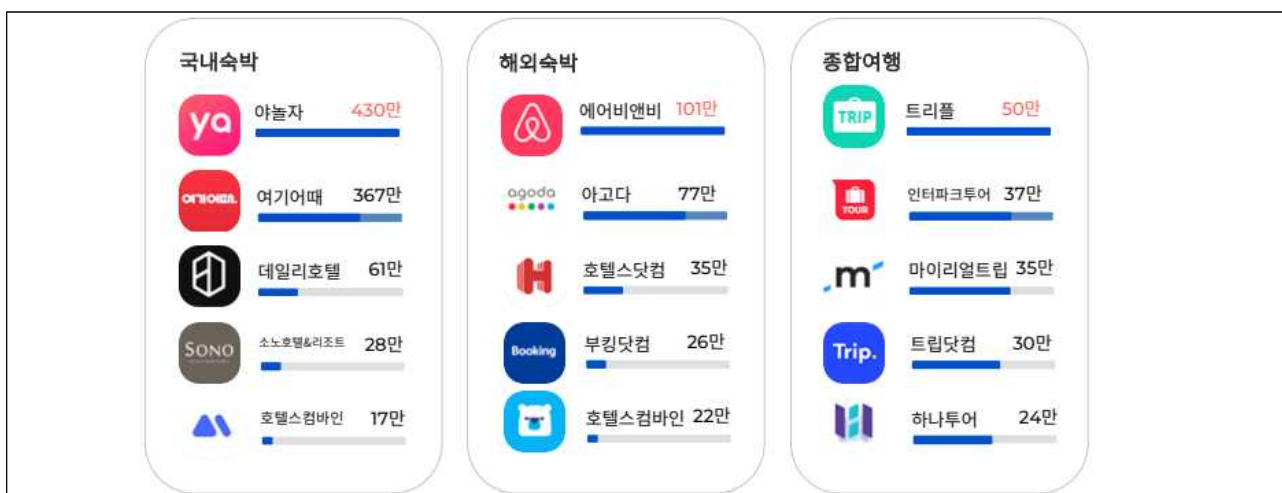 국내숙박
ya
야놀자 430만
여기어때.
여기어때 367만
데일리호텔 61만
SONO
소노호텔&리조트 28만
호텔스컴바인 17만
해외숙박
에어비앤비 101만
agoda
아고다 77만
호텔스닷컴 35만
Booking
부킹닷컴 26만
호텔스컴바인 22만
종합여행
TRIP
트리플 50만
TOUR
인터파크투어 37만
m
마이리얼트립 35만
Trip.
트립닷컴 30만
하나투어 24만